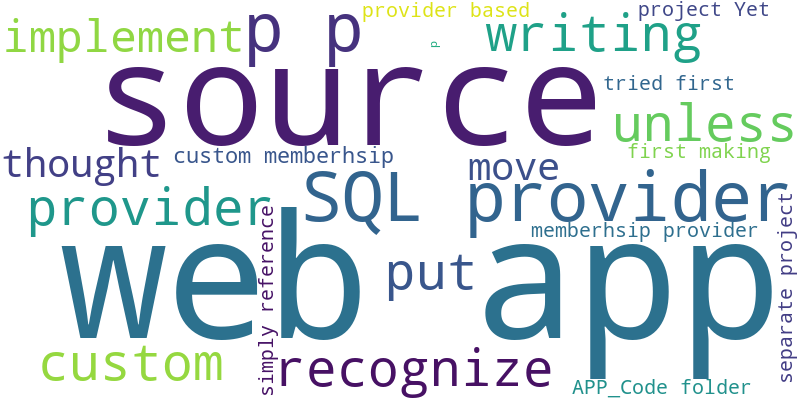 provider based
project Yet
implement
p p
p
writing
source
tried first
unless
first making
thought
custom memberhsip
move
provider
SQL
provider
memberhsip provider
web app
put
simply reference
separate project
custom
recognize
APP_Code folder